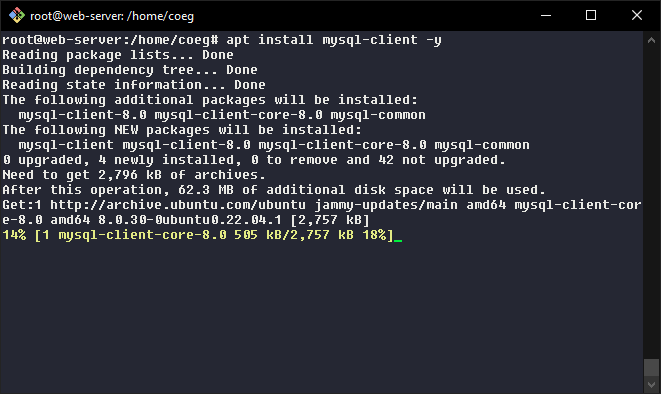 root@web-server: /home/coeg
root@web-server:/home/coeg# apt install mysql-client -y
Reading package lists... Done
Building dependency tree... Done
Reading state information... Done
The following additional packages will be installed:
  mysql-client-8.0 mysql-client-core-8.0 mysql-common
The following NEW packages will be installed:
  mysql-client mysql-client-8.0 mysql-client-core-8.0 mysql-common
0 upgraded, 4 newly installed, 0 to remove and 42 not upgraded.
Need to get 2,796 kB of archives.
After this operation, 62.3 MB of additional disk space will be used.
Get:1 http://archive.ubuntu.com/ubuntu jammy-updates/main amd64 mysql-client-cor
e-8.0 amd64 8.0.30-0ubuntu0.22.04.1 [2,757 kB]
14% [1 mysql-client-core-8.0 505 kB/2,757 kB 18%]